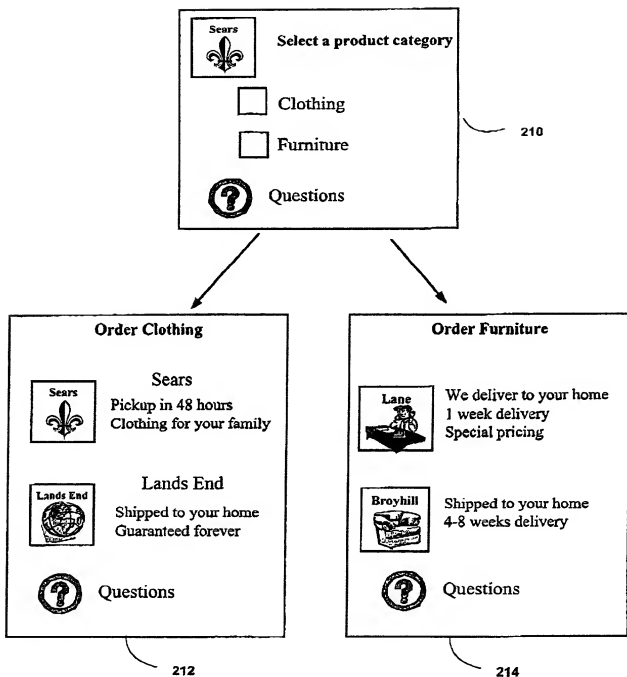 Sears
Select a product category
Clothing
Furniture
Questions
210
Order Clothing
Sears
Sears
Pickup in 48 hours
Clothing for your family
Lands End
Lands End
Shipped to your home
Guaranteed forever
Questions
212
Order Furniture
Lane
We deliver to your home
1 week delivery
Special pricing
Broyhill
Shipped to your home
4-8 weeks delivery
Questions
214